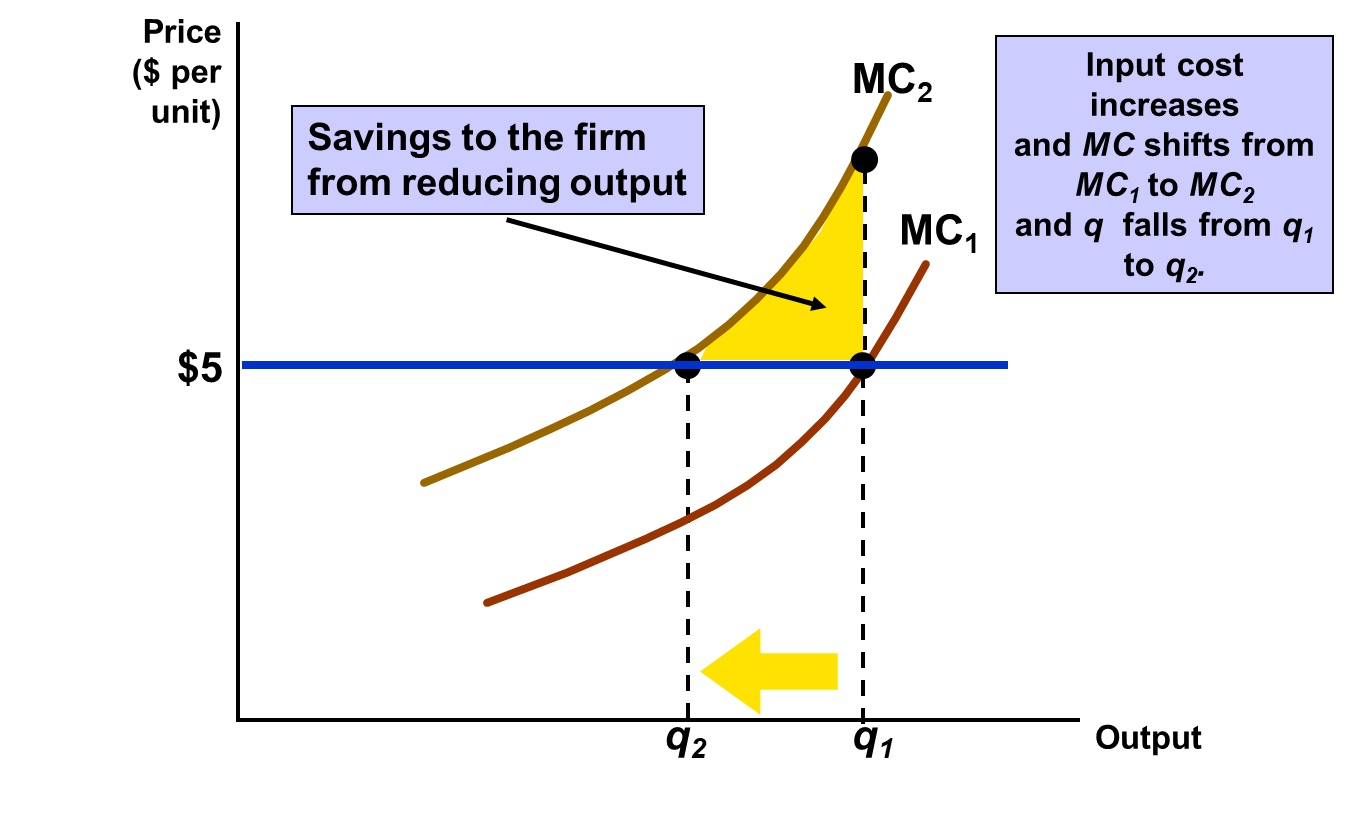 Price
($ per
unit)
MC2
Savings to the firm
from reducing output
Input cost
increases
and MC shifts from
MC1 to MC2
and q falls from q1
to q2.
MC1
$5
q2
q1
Output